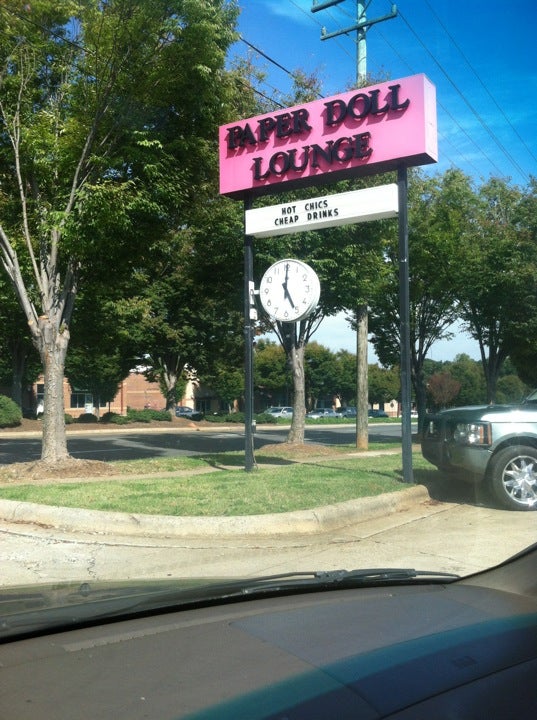 PAPER DOLL
LOUNGE
HOT CHICS
CHEAP DRINKS